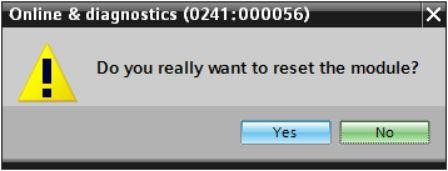 Online & diagnostics (0241:000056)
Do you really want to reset the module?
Yes
No